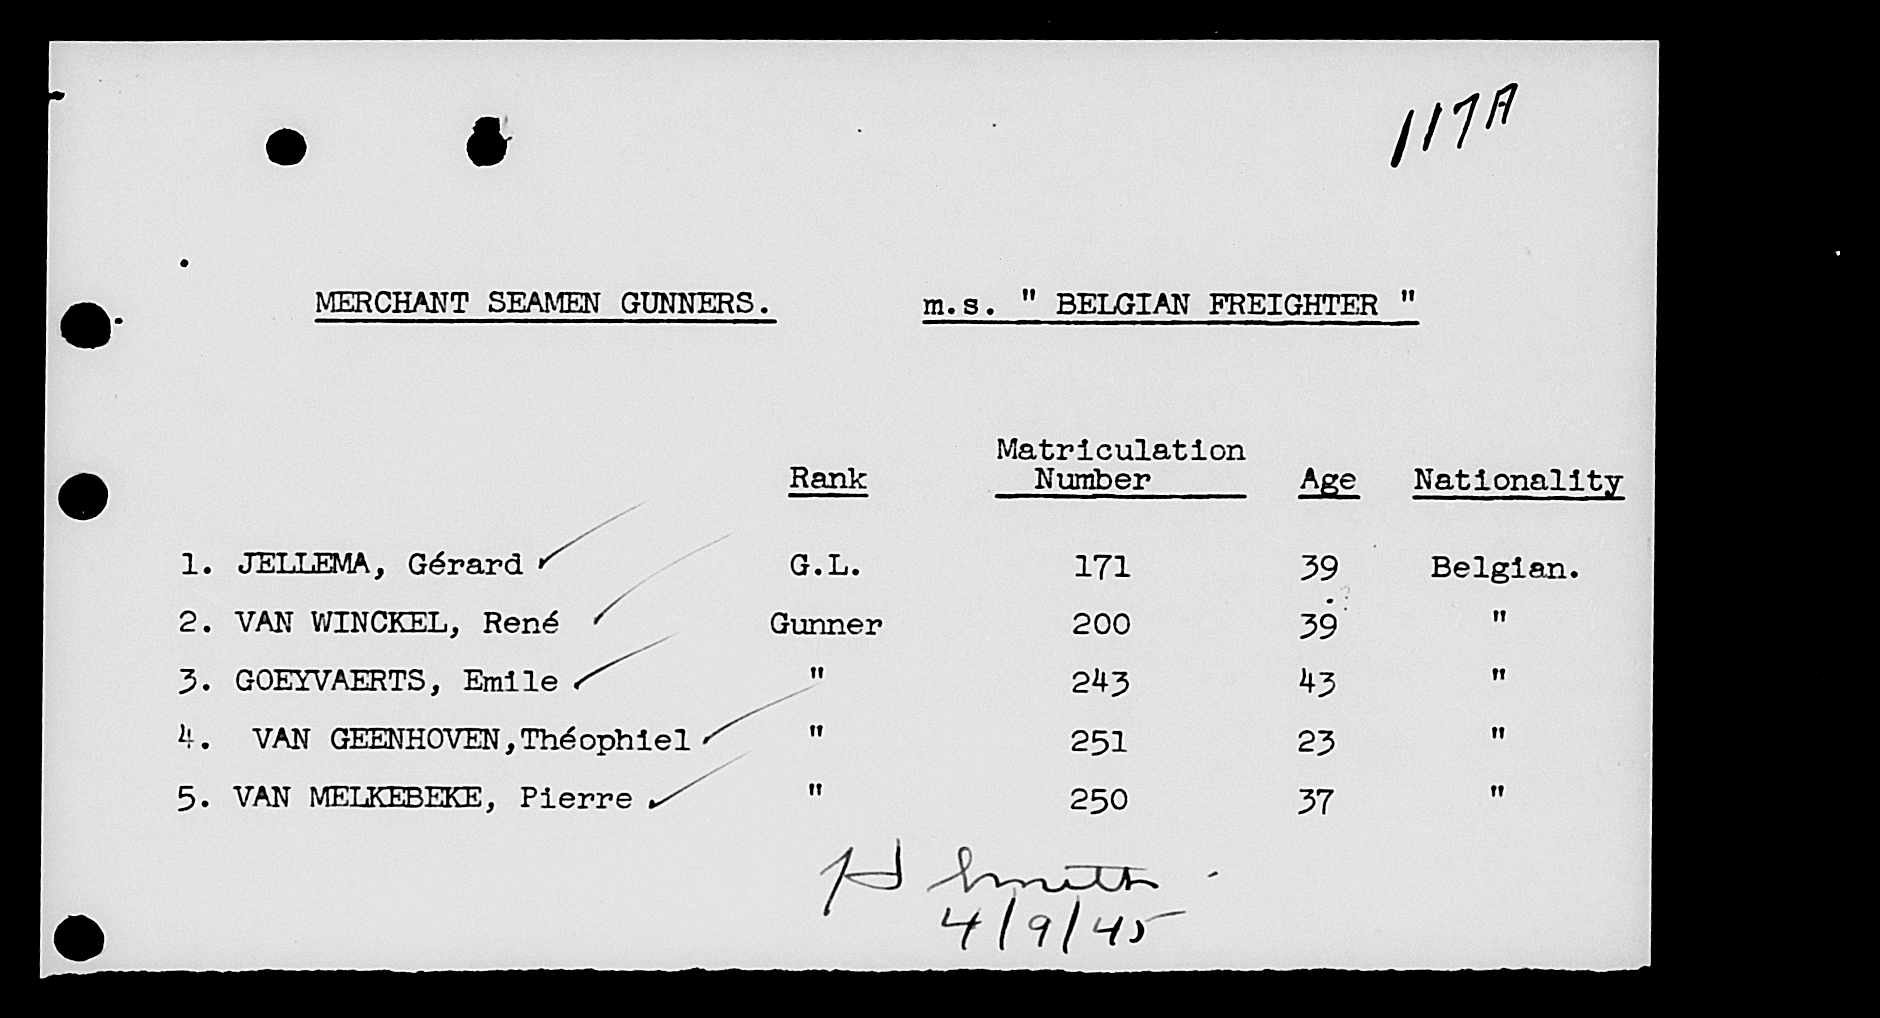 117A
MERCHANT SEAMEN GUNNERS. m.s. " BELGIAN FREIGHTER "
Matriculation
Rank Number Age Nationality
1. JELLEMA, Gérard G.L. 171 39 Belgian.
2. VAN WINCKEL, René Gunner 200 39 "
3. GOEYVAERTS, Emile " 243 43 "
4. VAN GEENHOVEN,Théophiel " 251 23 "
5. VAN MELKEBEKE, Pierre " 250 37 "
H Smith
4/9/45